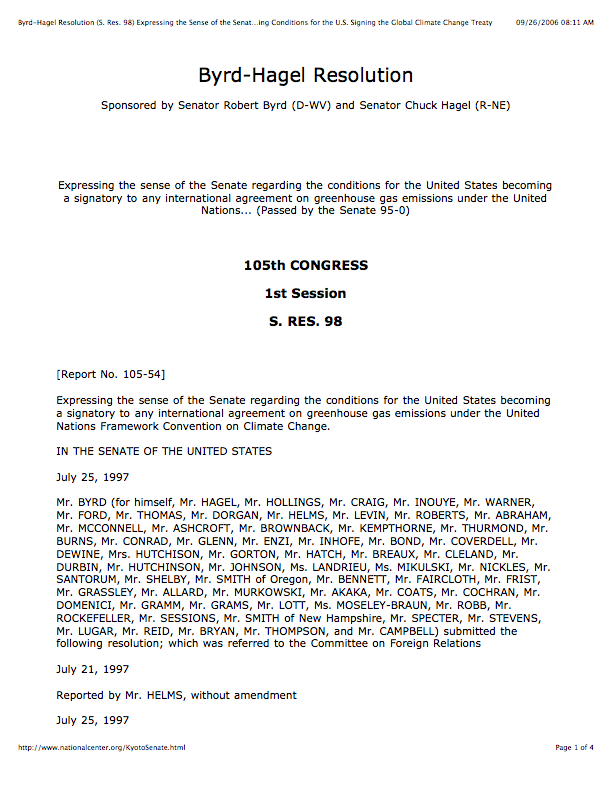 Byrd-Hagel Resolution (S. Res. 98) Expressing the Sense of the Senat...ing Conditions for the U.S. Signing the Global Climate Change Treaty 09/26/2006 08:11 AM
Byrd-Hagel Resolution
Sponsored by Senator Robert Byrd (D-WV) and Senator Chuck Hagel (R-NE)
Expressing the sense of the Senate regarding the conditions for the United States becoming
a signatory to any international agreement on greenhouse gas emissions under the United
Nations... (Passed by the Senate 95-0)
105th CONGRESS
1st Session
S. RES. 98
[Report No. 105-54]
Expressing the sense of the Senate regarding the conditions for the United States becoming
a signatory to any international agreement on greenhouse gas emissions under the United
Nations Framework Convention on Climate Change.
IN THE SENATE OF THE UNITED STATES
July 25, 1997
Mr. BYRD (for himself, Mr. HAGEL, Mr. HOLLINGS, Mr. CRAIG, Mr. INOUYE, Mr. WARNER,
Mr. FORD, Mr. THOMAS, Mr. DORGAN, Mr. HELMS, Mr. LEVIN, Mr. ROBERTS, Mr. ABRAHAM,
Mr. MCCONNELL, Mr. ASHCROFT, Mr. BROWNBACK, Mr. KEMPTHORNE, Mr. THURMOND, Mr.
BURNS, Mr. CONRAD, Mr. GLENN, Mr. ENZI, Mr. INHOFE, Mr. BOND, Mr. COVERDELL, Mr.
DEWINE, Mrs. HUTCHISON, Mr. GORTON, Mr. HATCH, Mr. BREAUX, Mr. CLELAND, Mr.
DURBIN, Mr. HUTCHINSON, Mr. JOHNSON, Ms. LANDRIEU, Ms. MIKULSKI, Mr. NICKLES, Mr.
SANTORUM, Mr. SHELBY, Mr. SMITH of Oregon, Mr. BENNETT, Mr. FAIRCLOTH, Mr. FRIST,
Mr. GRASSLEY, Mr. ALLARD, Mr. MURKOWSKI, Mr. AKAKA, Mr. COATS, Mr. COCHRAN, Mr.
DOMENICI, Mr. GRAMM, Mr. GRAMS, Mr. LOTT, Ms. MOSELEY-BRAUN, Mr. ROBB, Mr.
ROCKEFELLER, Mr. SESSIONS, Mr. SMITH of New Hampshire, Mr. SPECTER, Mr. STEVENS,
Mr. LUGAR, Mr. REID, Mr. BRYAN, Mr. THOMPSON, and Mr. CAMPBELL) submitted the
following resolution; which was referred to the Committee on Foreign Relations
July 21, 1997
Reported by Mr. HELMS, without amendment
July 25, 1997
http://www.nationalcenter.org/KyotoSenate.html Page 1 of 4